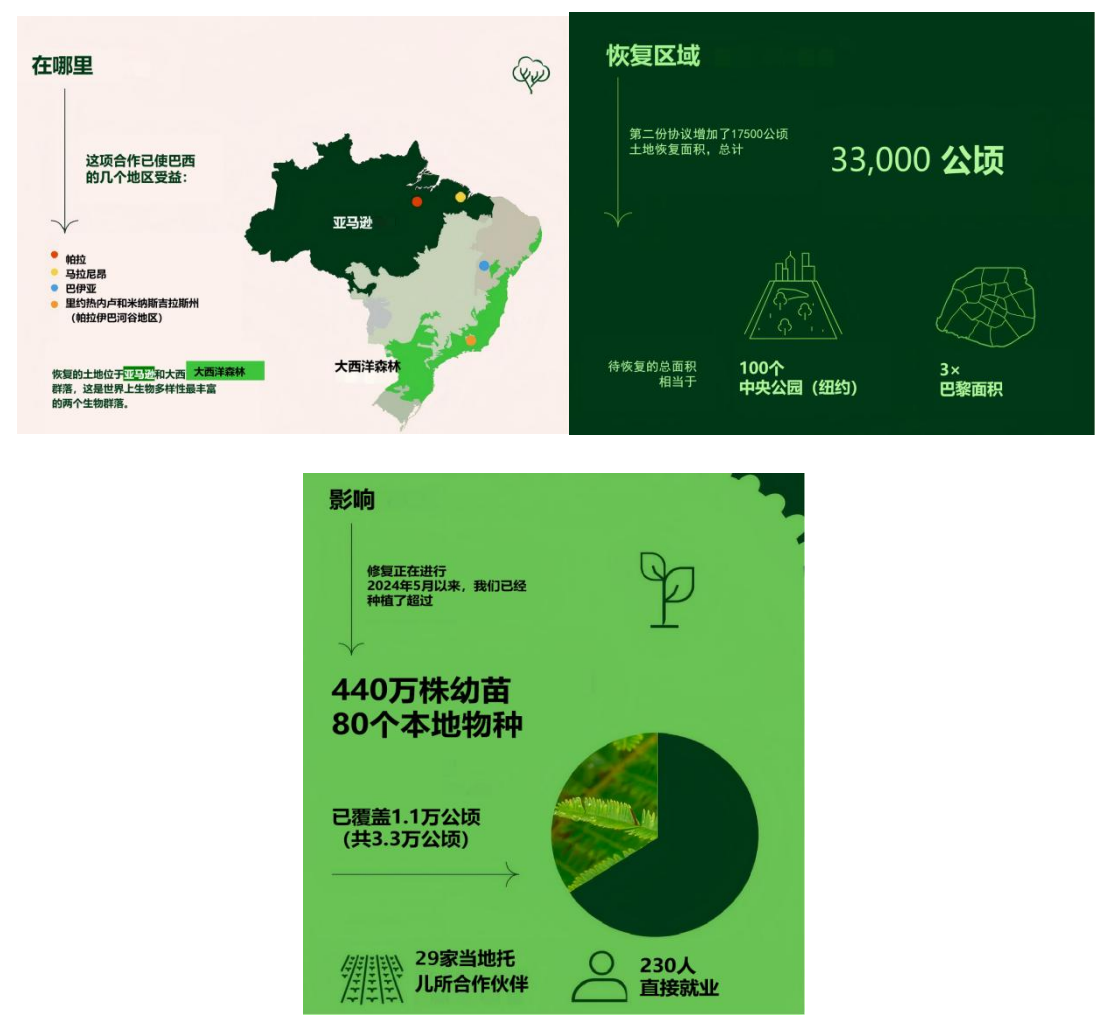 在哪里
这项合作已使巴西
的几个地区受益：
帕拉
马拉尼昂
巴伊亚
里约热内卢和米纳斯吉拉斯州
（帕拉伊巴河谷地区）
恢复的土地位于亚马逊和大西 大西洋森林
群落，这是世界上生物多样性最丰富
的两个生物群落。
亚马逊
大西洋森林
恢复区域
第二份协议增加了17500公顷
土地恢复面积，总计
33,000 公顷
待恢复的总面积
相当于
100个
中央公园（纽约）
3×
巴黎面积
影响
修复正在进行
2024年5月以来，我们已经
种植了超过
440万株幼苗
80个本地物种
已覆盖1.1万公顷
（共3.3万公顷）
29家当地托
儿所合作伙伴
230人
直接就业